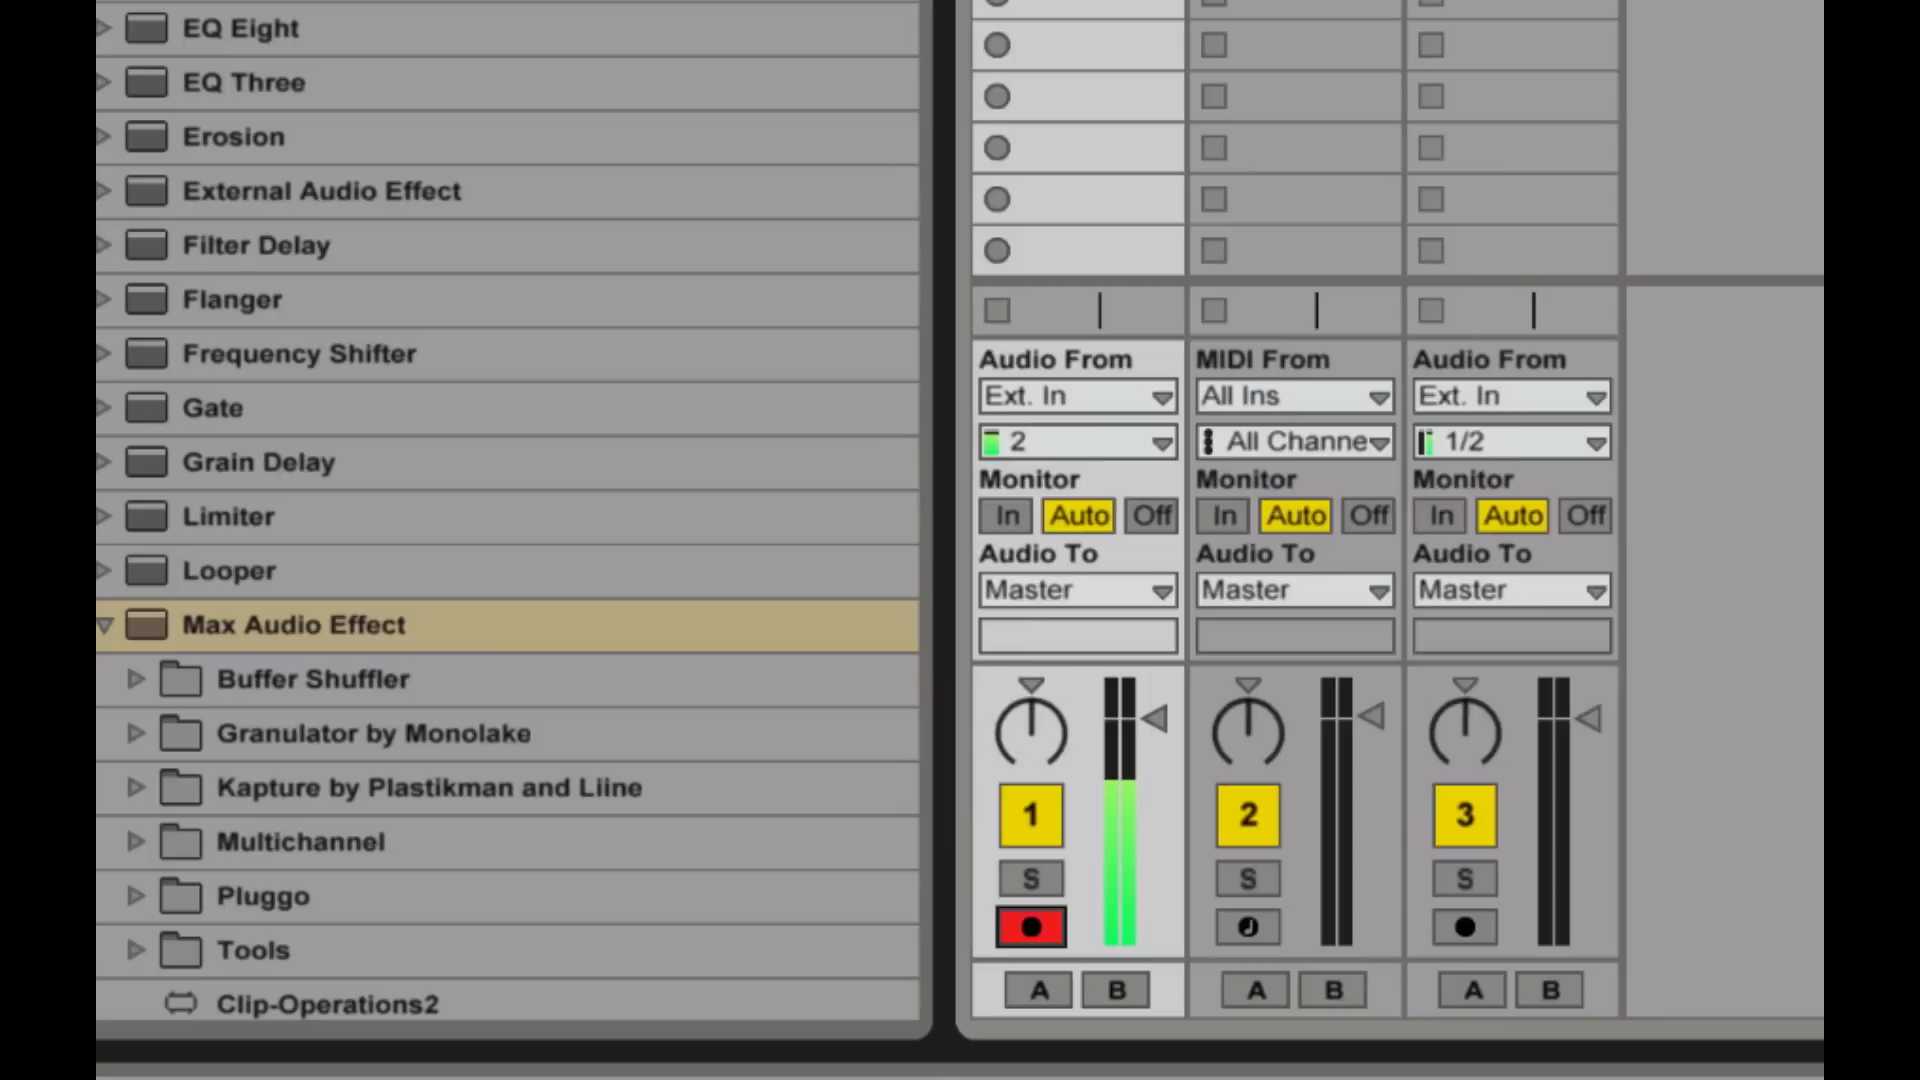 EQ Eight
EQ Three
Erosion
External Audio Effect
Filter Delay
Flanger
Frequency Shifter
Gate
Grain Delay
Limiter
Looper
Max Audio Effect
Buffer Shuffler
Granulator by Monolake
Kapture by Plastikman and Liine
Multichannel
Pluggo
Tools
Clip-Operations2
Audio From MIDI From Audio From
Ext. In All Ins Ext. In
2 All Channe 1/2
Monitor Monitor Monitor
In Auto Off In Auto Off In Auto Off
Audio To Audio To Audio To
Master Master Master
1 2 3
S S S
A B A B A B